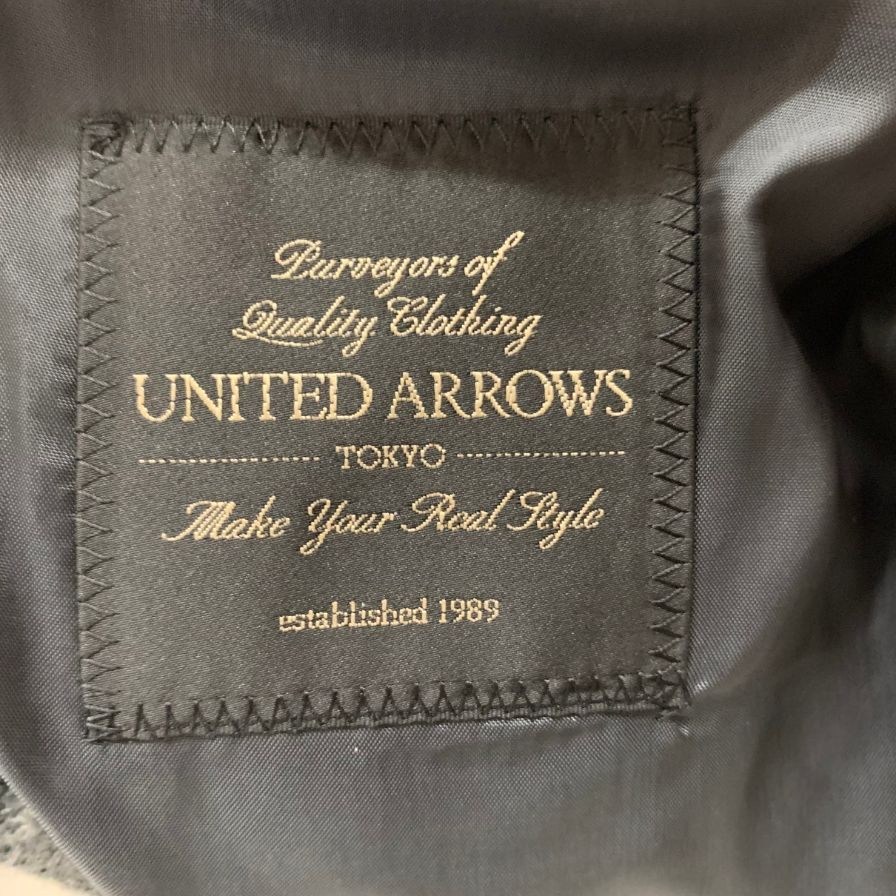 Purveyors of
Quality Clothing
UNITED ARROWS
TOKYO
Make Your Real Style
established 1989